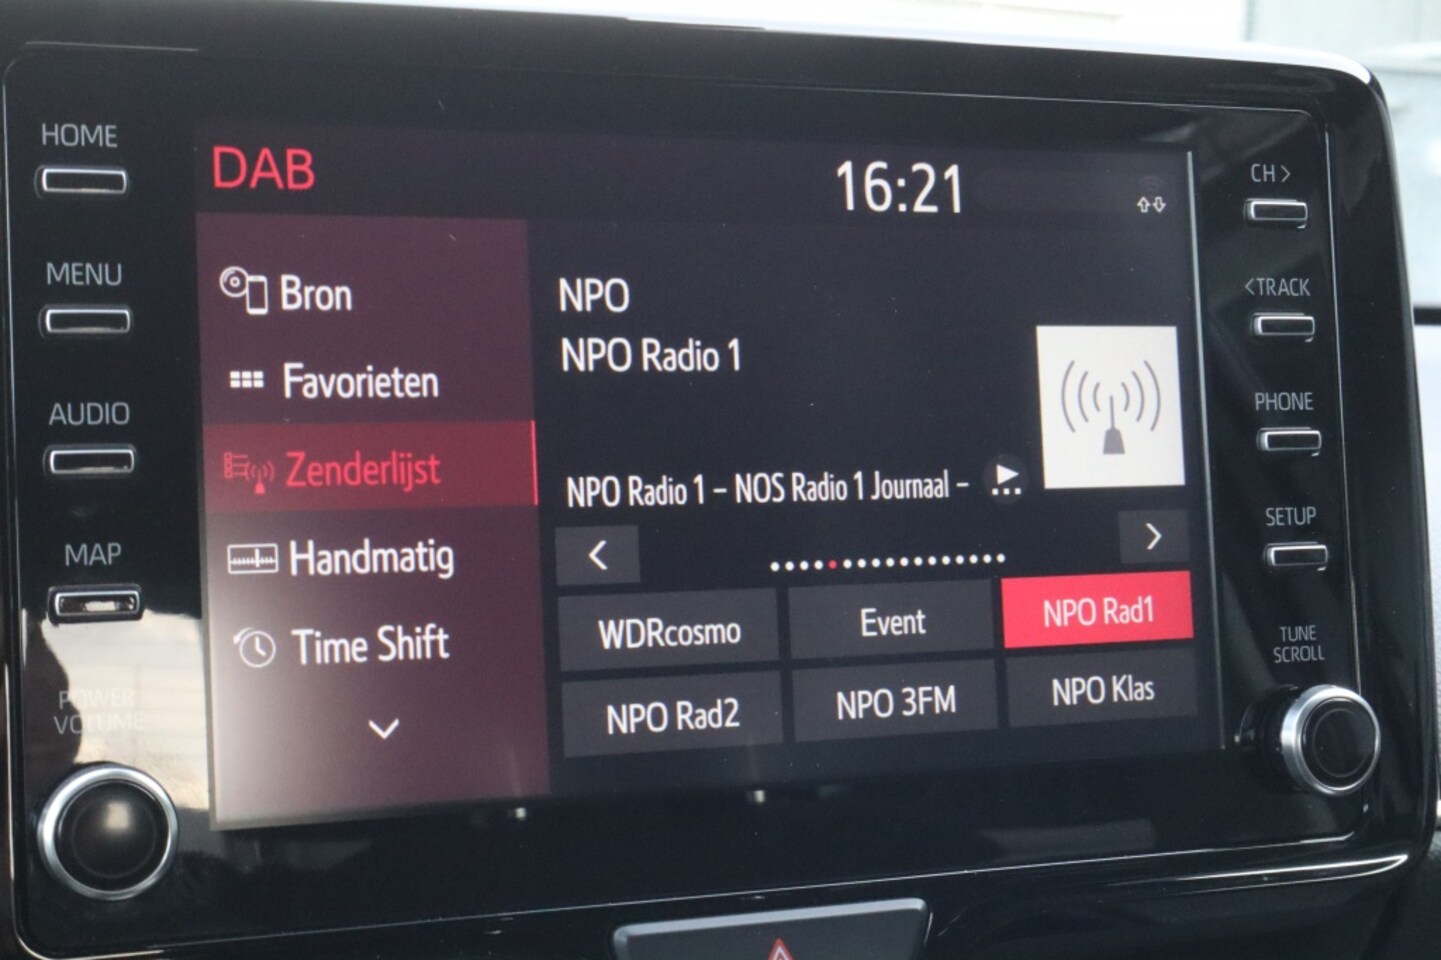 HOME
MENU
AUDIO
MAP
POWER
VOLUME
DAB
16:21
Bron
Favorieten
Zenderlijst
Handmatig
Time Shift
NPO
NPO Radio 1
NPO Radio 1 – NOS Radio 1 Journaal –
WDRcosmo
Event
NPO Rad1
NPO Rad2
NPO 3FM
NPO Klas
CH >
< TRACK
PHONE
SETUP
TUNE
SCROLL